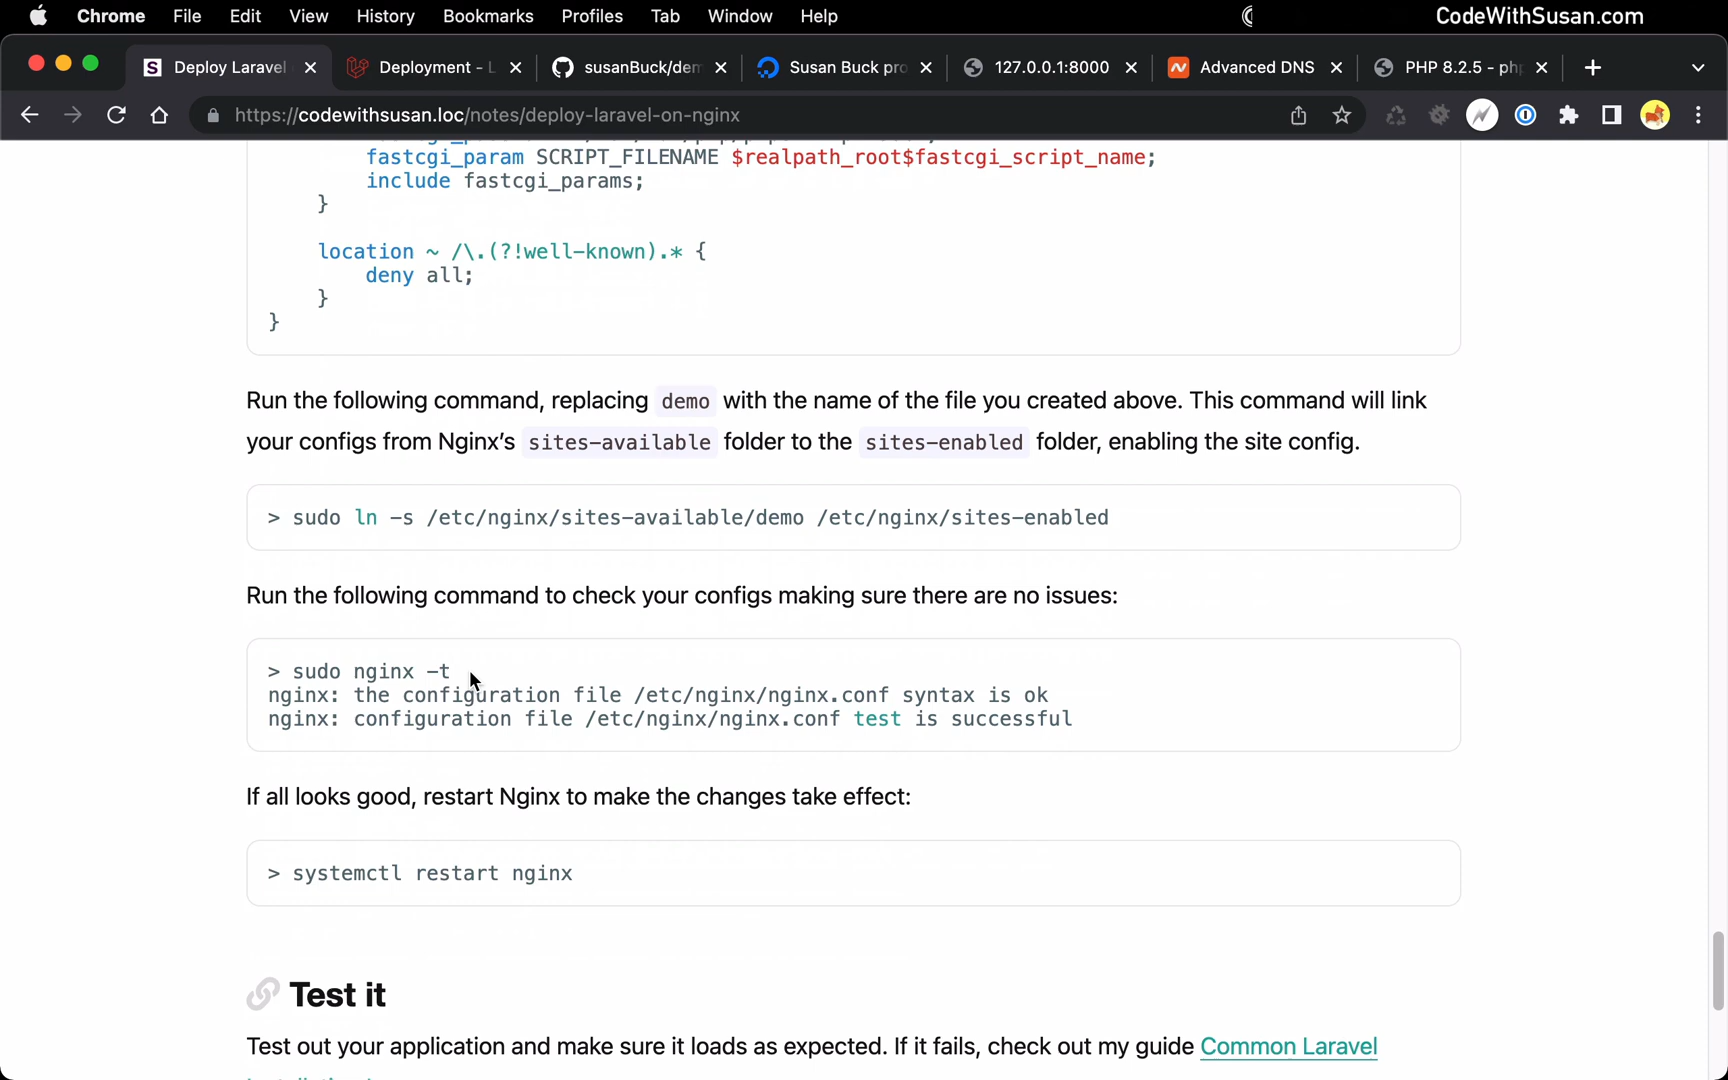 Chrome File Edit View History Bookmarks Profiles Tab Window Help CodeWithSusan.com
Deploy Laravel Deployment - L susanBuck/dem Susan Buck pro 127.0.0.1:8000 Advanced DNS PHP 8.2.5 - ph
https://codewithsusan.loc/notes/deploy-laravel-on-nginx
fastcgi_param SCRIPT_FILENAME $realpath_root$fastcgi_script_name;
include fastcgi_params;
}
location ~ /\.(?!well-known).* {
deny all;
}
}
Run the following command, replacing demo with the name of the file you created above. This command will link
your configs from Nginx’s sites-available folder to the sites-enabled folder, enabling the site config.
> sudo ln -s /etc/nginx/sites-available/demo /etc/nginx/sites-enabled
Run the following command to check your configs making sure there are no issues:
> sudo nginx -t
nginx: the configuration file /etc/nginx/nginx.conf syntax is ok
nginx: configuration file /etc/nginx/nginx.conf test is successful
If all looks good, restart Nginx to make the changes take effect:
> systemctl restart nginx
Test it
Test out your application and make sure it loads as expected. If it fails, check out my guide Common Laravel